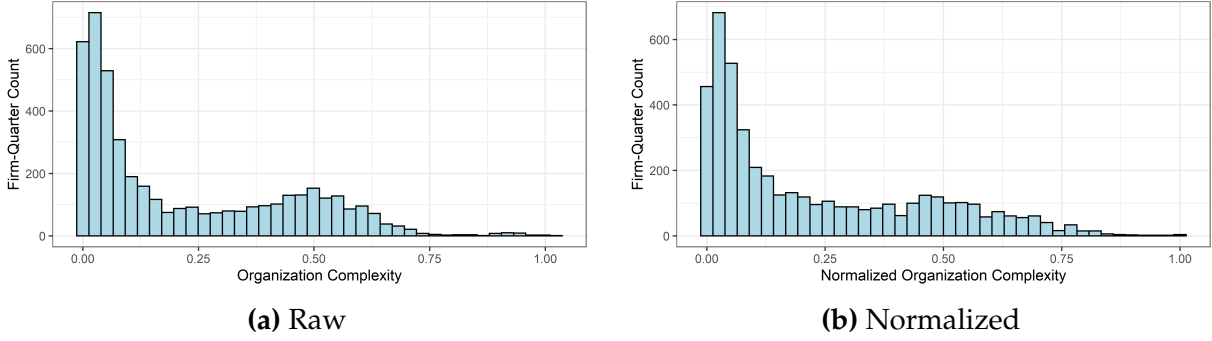 Firm-Quarter Count
600
400
200
0
0.00 0.25 0.50 0.75 1.00
Organization Complexity
(a) Raw
Firm-Quarter Count
600
400
200
0
0.00 0.25 0.50 0.75 1.00
Normalized Organization Complexity
(b) Normalized